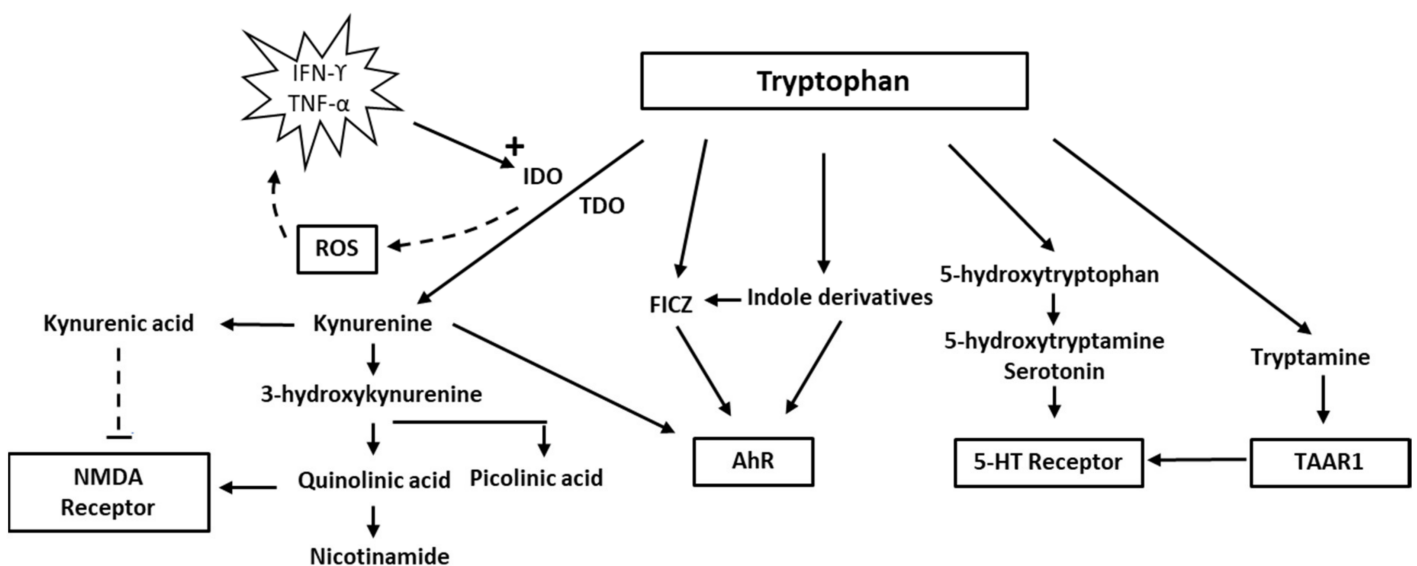 IFN-ϒ
TNF-α
Tryptophan
+
IDO
TDO
ROS
Kynurenic acid
Kynurenine
FICZ
Indole derivatives
5-hydroxytryptophan
5-hydroxytryptamine
Serotonin
Tryptamine
3-hydroxykynurenine
NMDA
Receptor
Quinolinic acid
Picolinic acid
AhR
5-HT Receptor
TAAR1
Nicotinamide